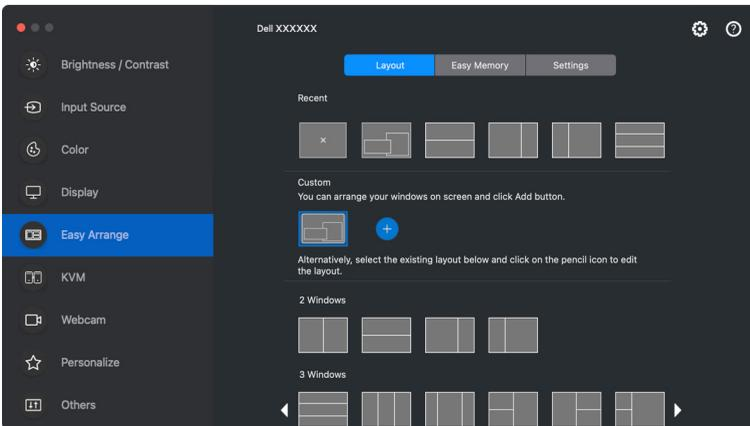 Dell XXXXXX
Brightness / Contrast
Input Source
Color
Display
Easy Arrange
KVM
Webcam
Personalize
Others
Layout
Easy Memory
Settings
Recent
Custom
You can arrange your windows on screen and click Add button.
Alternatively, select the existing layout below and click on the pencil icon to edit
the layout.
2 Windows
3 Windows